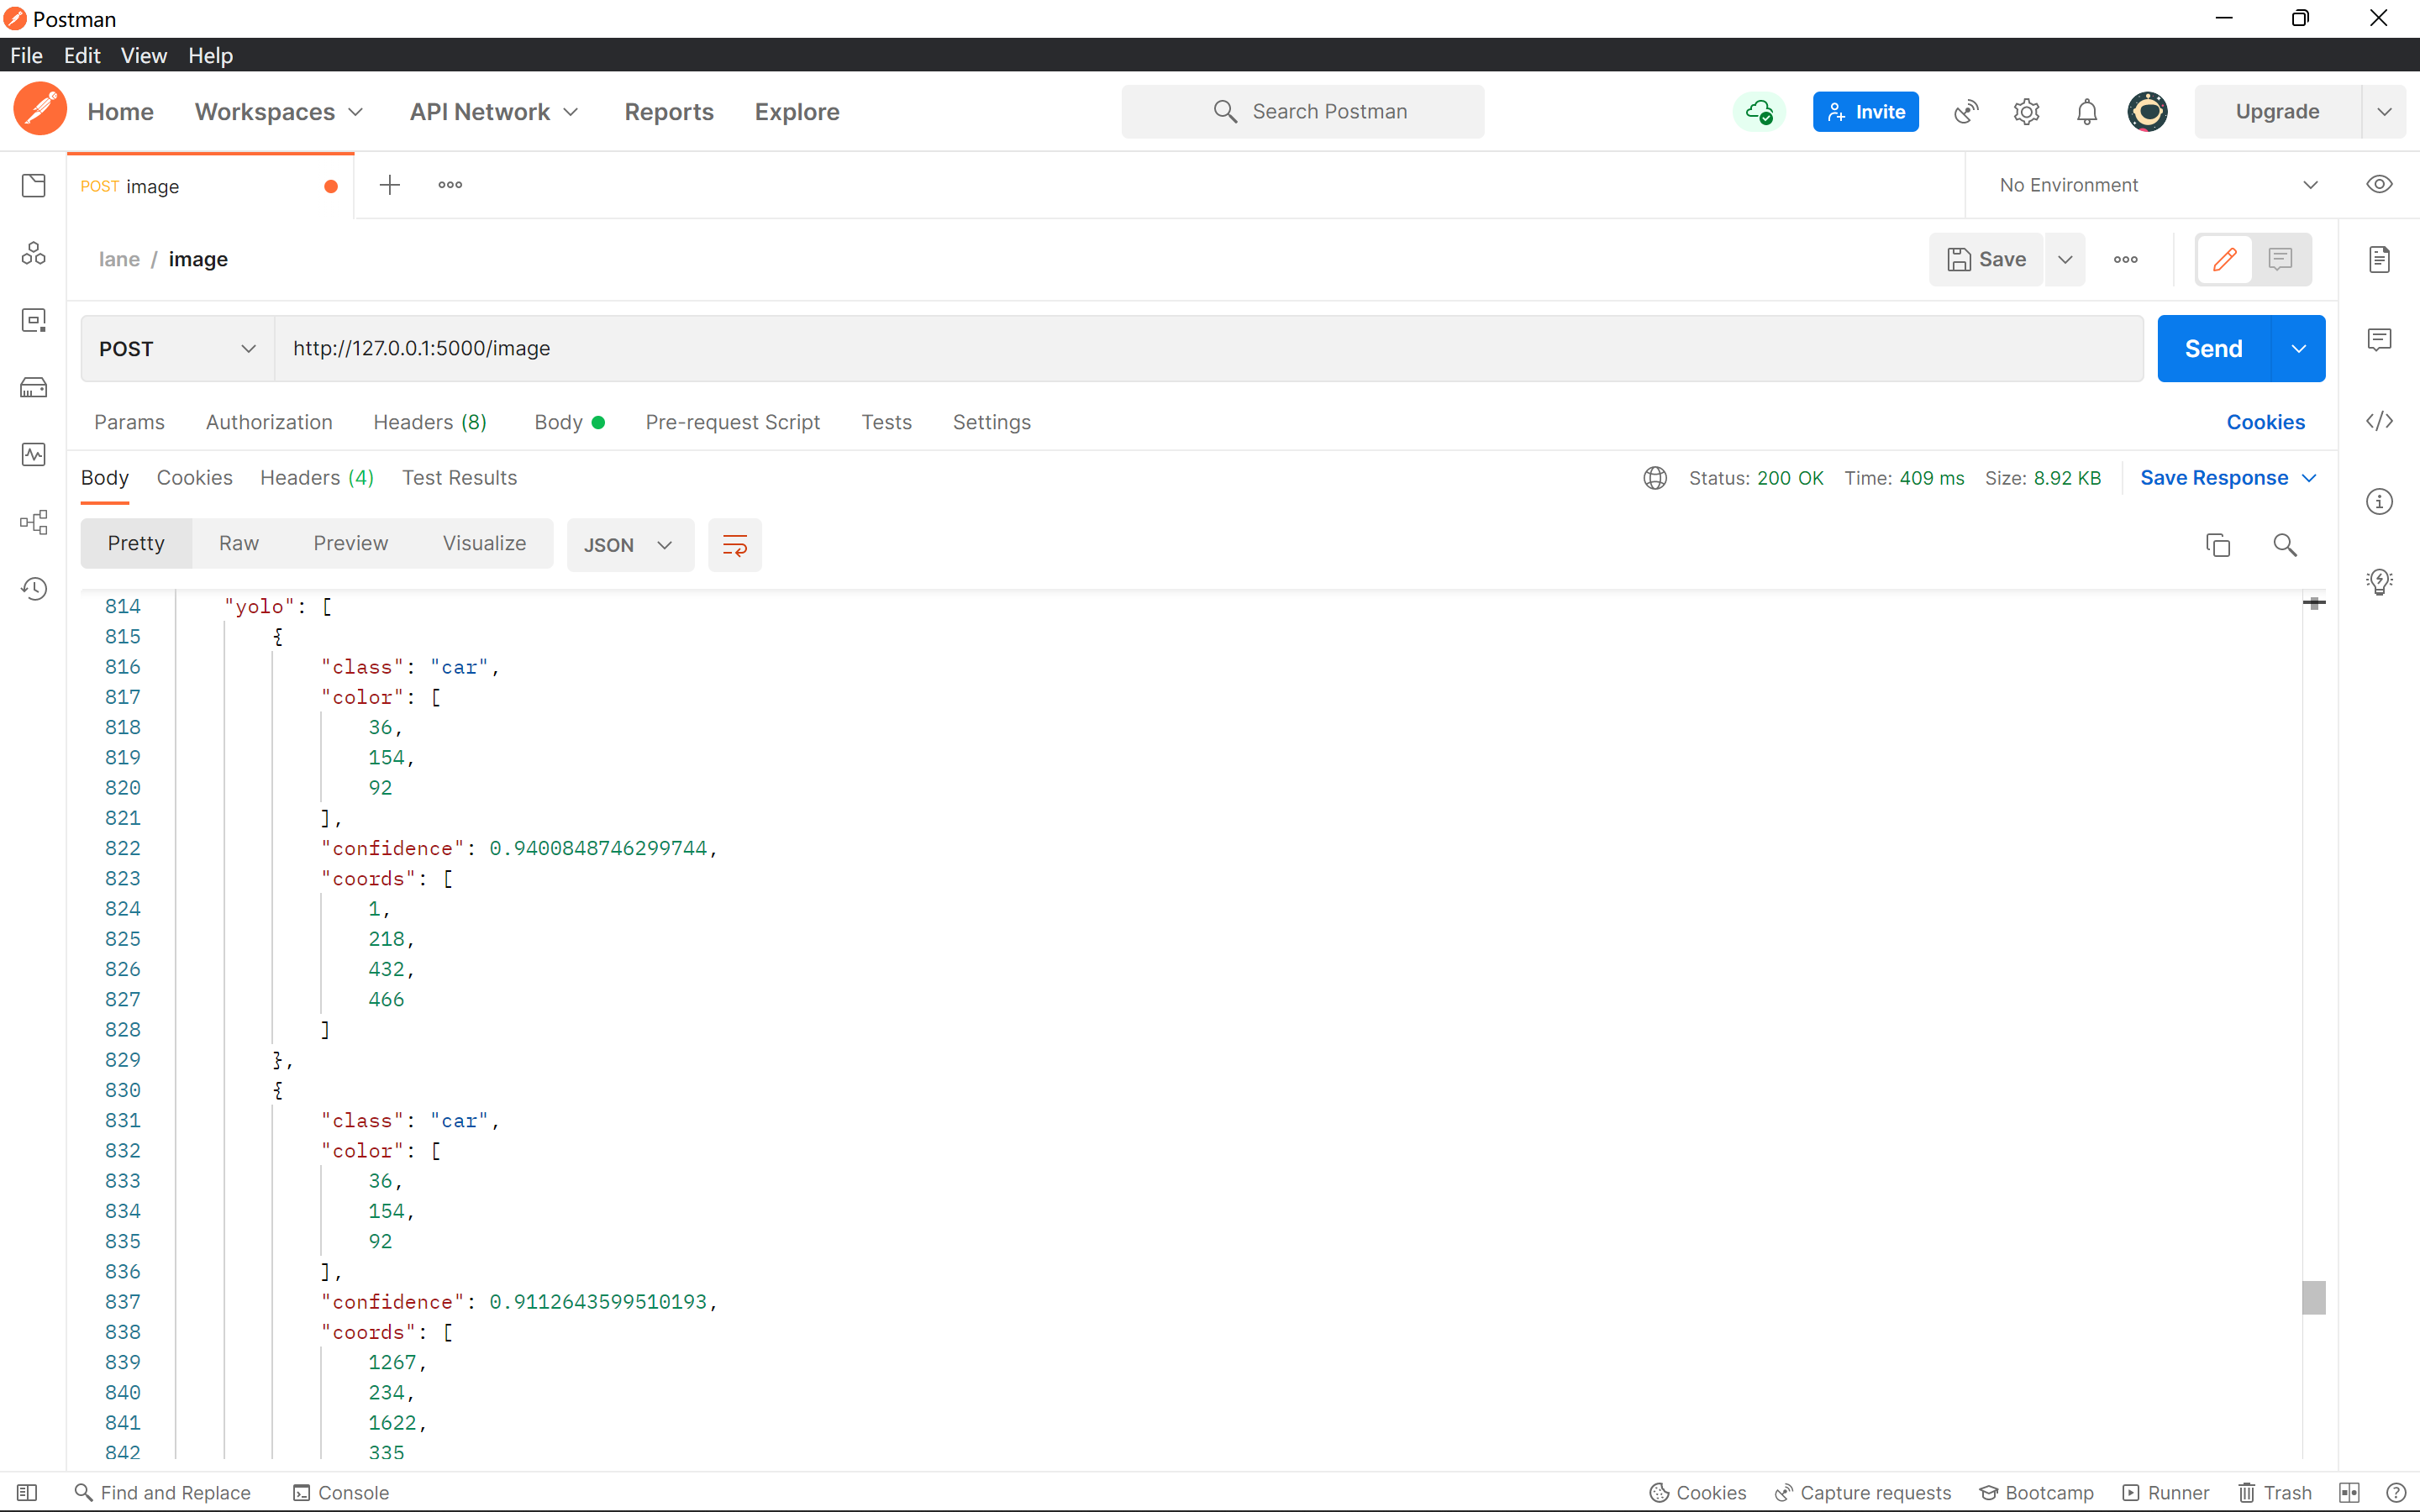 Postman
File Edit View Help
Home Workspaces API Network Reports Explore Search Postman Invite Upgrade
POST image No Environment
lane / image Save
POST http://127.0.0.1:5000/image Send
Params Authorization Headers (8) Body Pre-request Script Tests Settings Cookies
Body Cookies Headers (4) Test Results Status: 200 OK Time: 409 ms Size: 8.92 KB Save Response
Pretty Raw Preview Visualize JSON
814 "yolo": [
815 {
816 "class": "car",
817 "color": [
818 36,
819 154,
820 92
821 ],
822 "confidence": 0.9400848746299744,
823 "coords": [
824 1,
825 218,
826 432,
827 466
828 ]
829 },
830 {
831 "class": "car",
832 "color": [
833 36,
834 154,
835 92
836 ],
837 "confidence": 0.9112643599510193,
838 "coords": [
839 1267,
840 234,
841 1622,
842 335
Find and Replace Console Cookies Capture requests Bootcamp Runner Trash